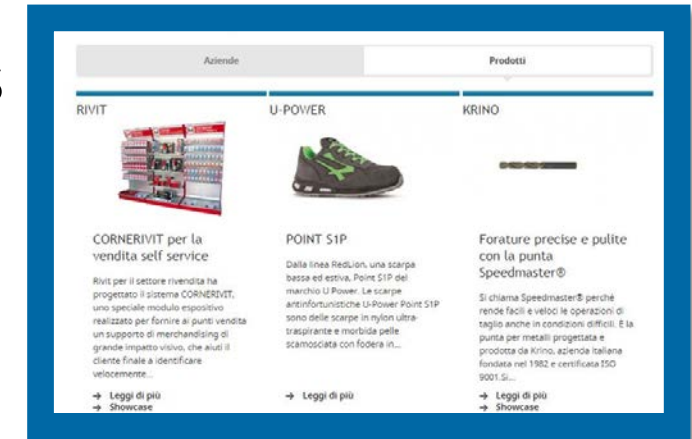 Aziende
Prodotti
RIVIT
CORNERIVIT per la
vendita self service
Rivit per il settore rivendita ha
progettato il sistema CORNERIVIT,
uno speciale modulo espositivo
realizzato per fornire ai punti vendita
un supporto di merchandising di
grande impatto visivo, che aiuti il
cliente finale a identificare
velocemente...
→ Leggi di più
→ Showcase
U-POWER
POINT S1P
Dalla linea RedLion, una scarpa
bassa ed estiva, Point S1P del
marchio U Power. Le scarpe
antinfortunistiche U-Power Point S1P
sono delle scarpe in nylon ultra-
traspirante e morbida pelle
scamosciata con fodera in...
→ Leggi di più
KRINO
Forature precise e pulite
con la punta
Speedmaster®
Si chiama Speedmaster® perché
rende facili e veloci le operazioni di
taglio anche in condizioni difficili. È la
punta per metalli progettata e
prodotta da Krino, azienda italiana
fondata nel 1982 e certificata ISO
9001.Si...
→ Leggi di più
→ Showcase